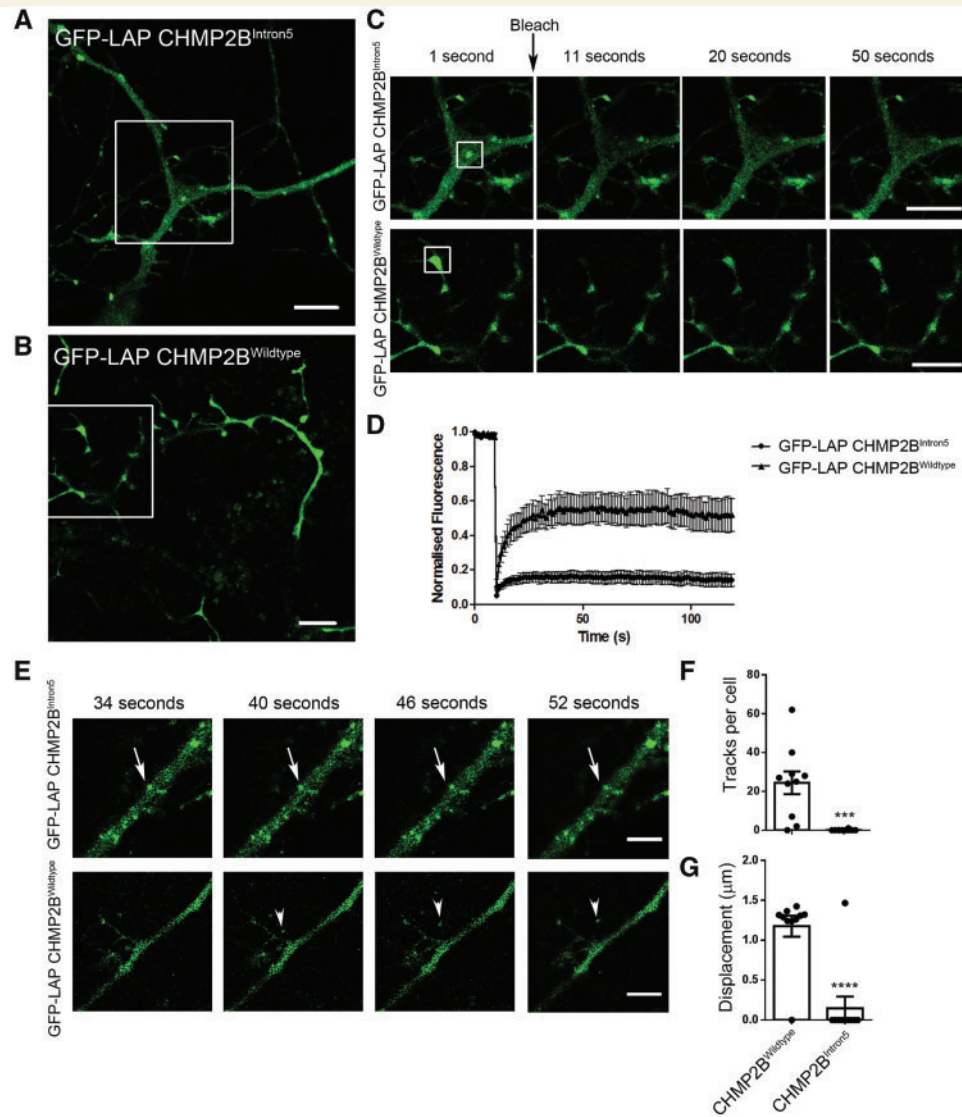 A
GFP-LAP CHMP2B^Intron5
B
GFP-LAP CHMP2B^Wildtype
C
Bleach
1 second 11 seconds 20 seconds 50 seconds
GFP-LAP CHMP2B^Intron5
GFP-LAP CHMP2B^Wildtype
D
Normalised Fluorescence
1.0
0.8
0.6
0.4
0.2
0.0
0 50 100
Time (s)
GFP-LAP CHMP2B^Intron5
GFP-LAP CHMP2B^Wildtype
E
34 seconds 40 seconds 46 seconds 52 seconds
GFP-LAP CHMP2B^Intron5
GFP-LAP CHMP2B^Wildtype
F
Tracks per cell
80
60
40
20
0
***
G
Displacement (μm)
2.0
1.5
1.0
0.5
0.0
****
CHMP2B^Wildtype
CHMP2B^Intron5